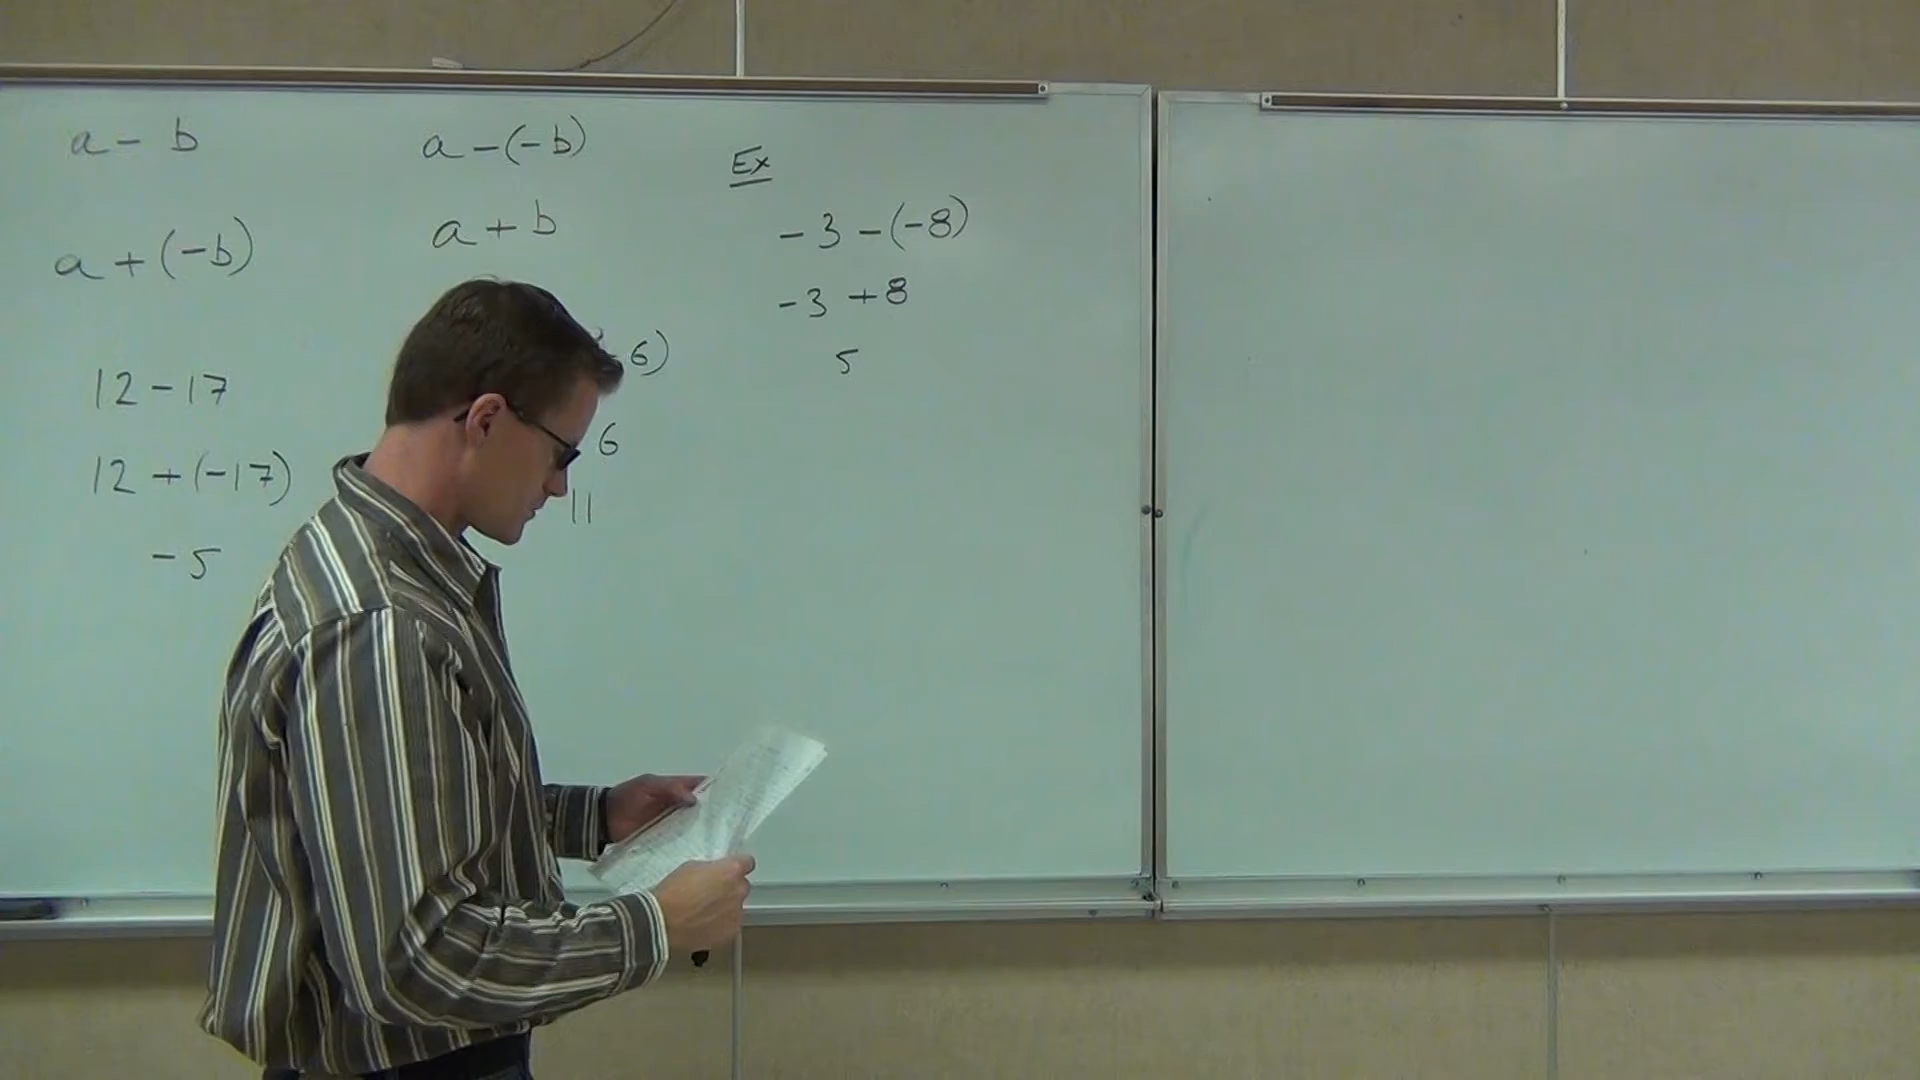 a - b
a + (-b)
12 - 17
12 + (-17)
-5
a - (-b)
a + b
6)
6
11
Ex
-3 - (-8)
-3 + 8
5